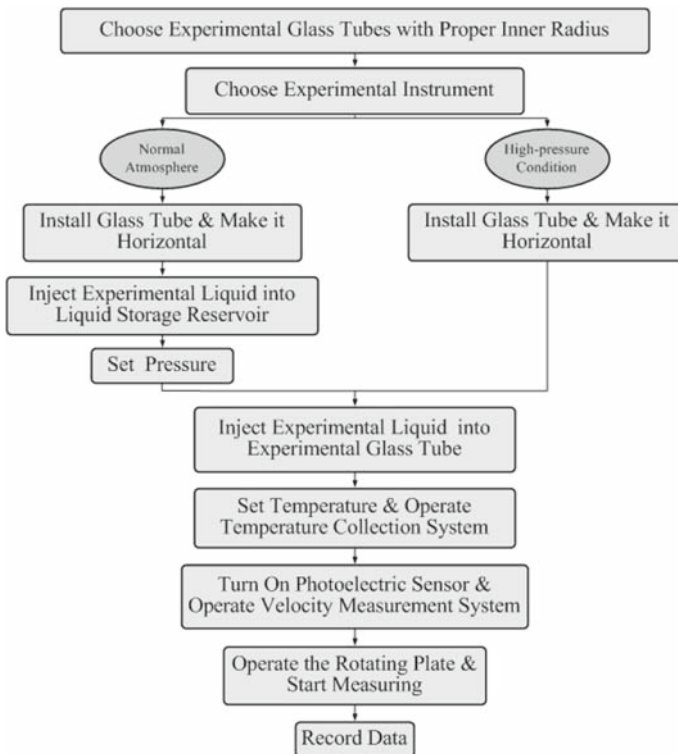 Choose Experimental Glass Tubes with Proper Inner Radius
Choose Experimental Instrument
Normal
Atmosphere
High-pressure
Condition
Install Glass Tube & Make it
Horizontal
Install Glass Tube & Make it
Horizontal
Inject Experimental Liquid into
Liquid Storage Reservoir
Set Pressure
Inject Experimental Liquid into
Experimental Glass Tube
Set Temperature & Operate
Temperature Collection System
Turn On Photoelectric Sensor &
Operate Velocity Measurement System
Operate the Rotating Plate &
Start Measuring
Record Data